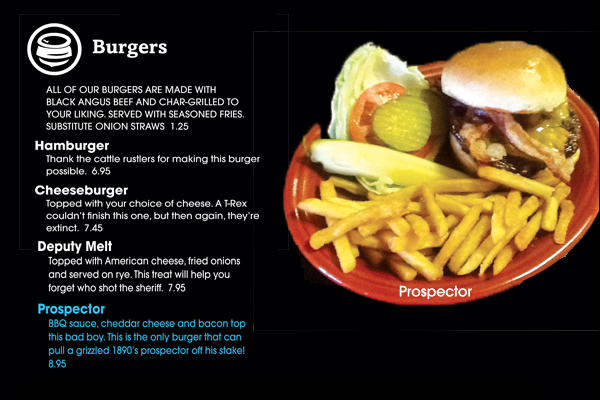 Burgers
ALL OF OUR BURGERS ARE MADE WITH
BLACK ANGUS BEEF AND CHAR-GRILLED TO
YOUR LIKING. SERVED WITH SEASONED FRIES.
SUBSTITUTE ONION STRAWS 1.25
Hamburger
Thank the cattle rustlers for making this burger
possible. 6.95
Cheeseburger
Topped with your choice of cheese. A T-Rex
couldn't finish this one, but then again, they're
extinct. 7.45
Deputy Melt
Topped with American cheese, fried onions
and served on rye. This treat will help you
forget who shot the sheriff. 7.95
Prospector
BBQ sauce, cheddar cheese and bacon top
this bad boy. This is the only burger that can
pull a grizzled 1890's prospector off his stake!
8.95
Prospector